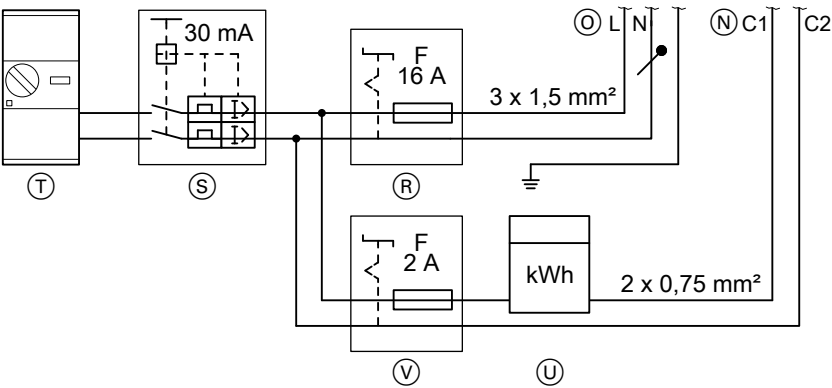 O L N N C1 C2
30 mA
F
16 A
3 x 1,5 mm²
T S R
F
2 A
kWh
2 x 0,75 mm²
V U